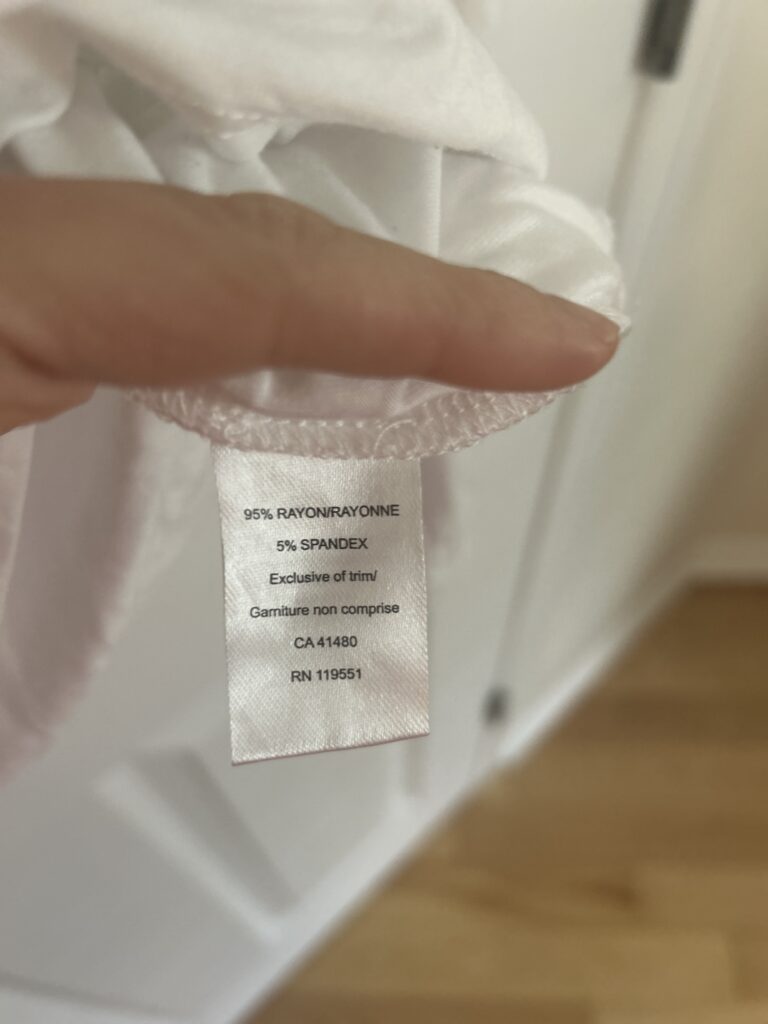 95% RAYON/RAYONNE
5% SPANDEX
Exclusive of trim/
Garniture non comprise
CA 41480
RN 119551